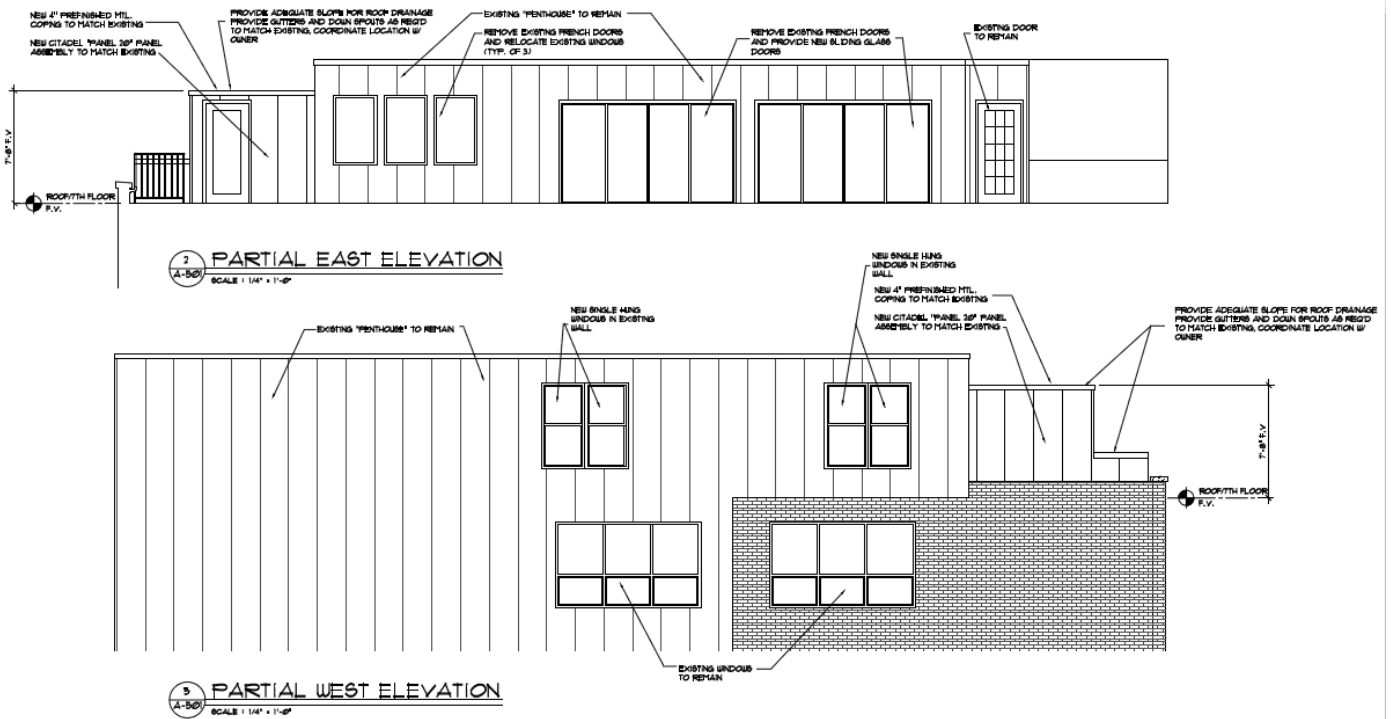 NEW 4" PREFINISHED MTL.
COPING TO MATCH EXISTING
NEW CITADEL "PANEL 20" PANEL
ASSEMBLY TO MATCH EXISTING
PROVIDE ADEQUATE SLOPE FOR ROOF DRAINAGE
PROVIDE GUTTERS AND DOWN SPOUTS AS REQ'D
TO MATCH EXISTING, COORDINATE LOCATION W/
OWNER
EXISTING "PENTHOUSE" TO REMAIN
REMOVE EXISTING FRENCH DOORS
AND RELOCATE EXISTING WINDOWS
(TYP. OF 3)
REMOVE EXISTING FRENCH DOORS
AND PROVIDE NEW SLIDING GLASS
DOORS
EXISTING DOOR
TO REMAIN
7'-8" F.V.
ROOF/7TH FLOOR
F.V.
2
A-501
PARTIAL EAST ELEVATION
SCALE : 1/4" = 1'-0"
EXISTING "PENTHOUSE" TO REMAIN
NEW SINGLE HUNG
WINDOWS IN EXISTING
WALL
NEW SINGLE HUNG
WINDOWS IN EXISTING
WALL
NEW 4" PREFINISHED MTL.
COPING TO MATCH EXISTING
NEW CITADEL "PANEL 20" PANEL
ASSEMBLY TO MATCH EXISTING
PROVIDE ADEQUATE SLOPE FOR ROOF DRAINAGE
PROVIDE GUTTERS AND DOWN SPOUTS AS REQ'D
TO MATCH EXISTING, COORDINATE LOCATION W/
OWNER
7'-8" F.V.
ROOF/7TH FLOOR
F.V.
EXISTING WINDOWS
TO REMAIN
3
A-501
PARTIAL WEST ELEVATION
SCALE : 1/4" = 1'-0"